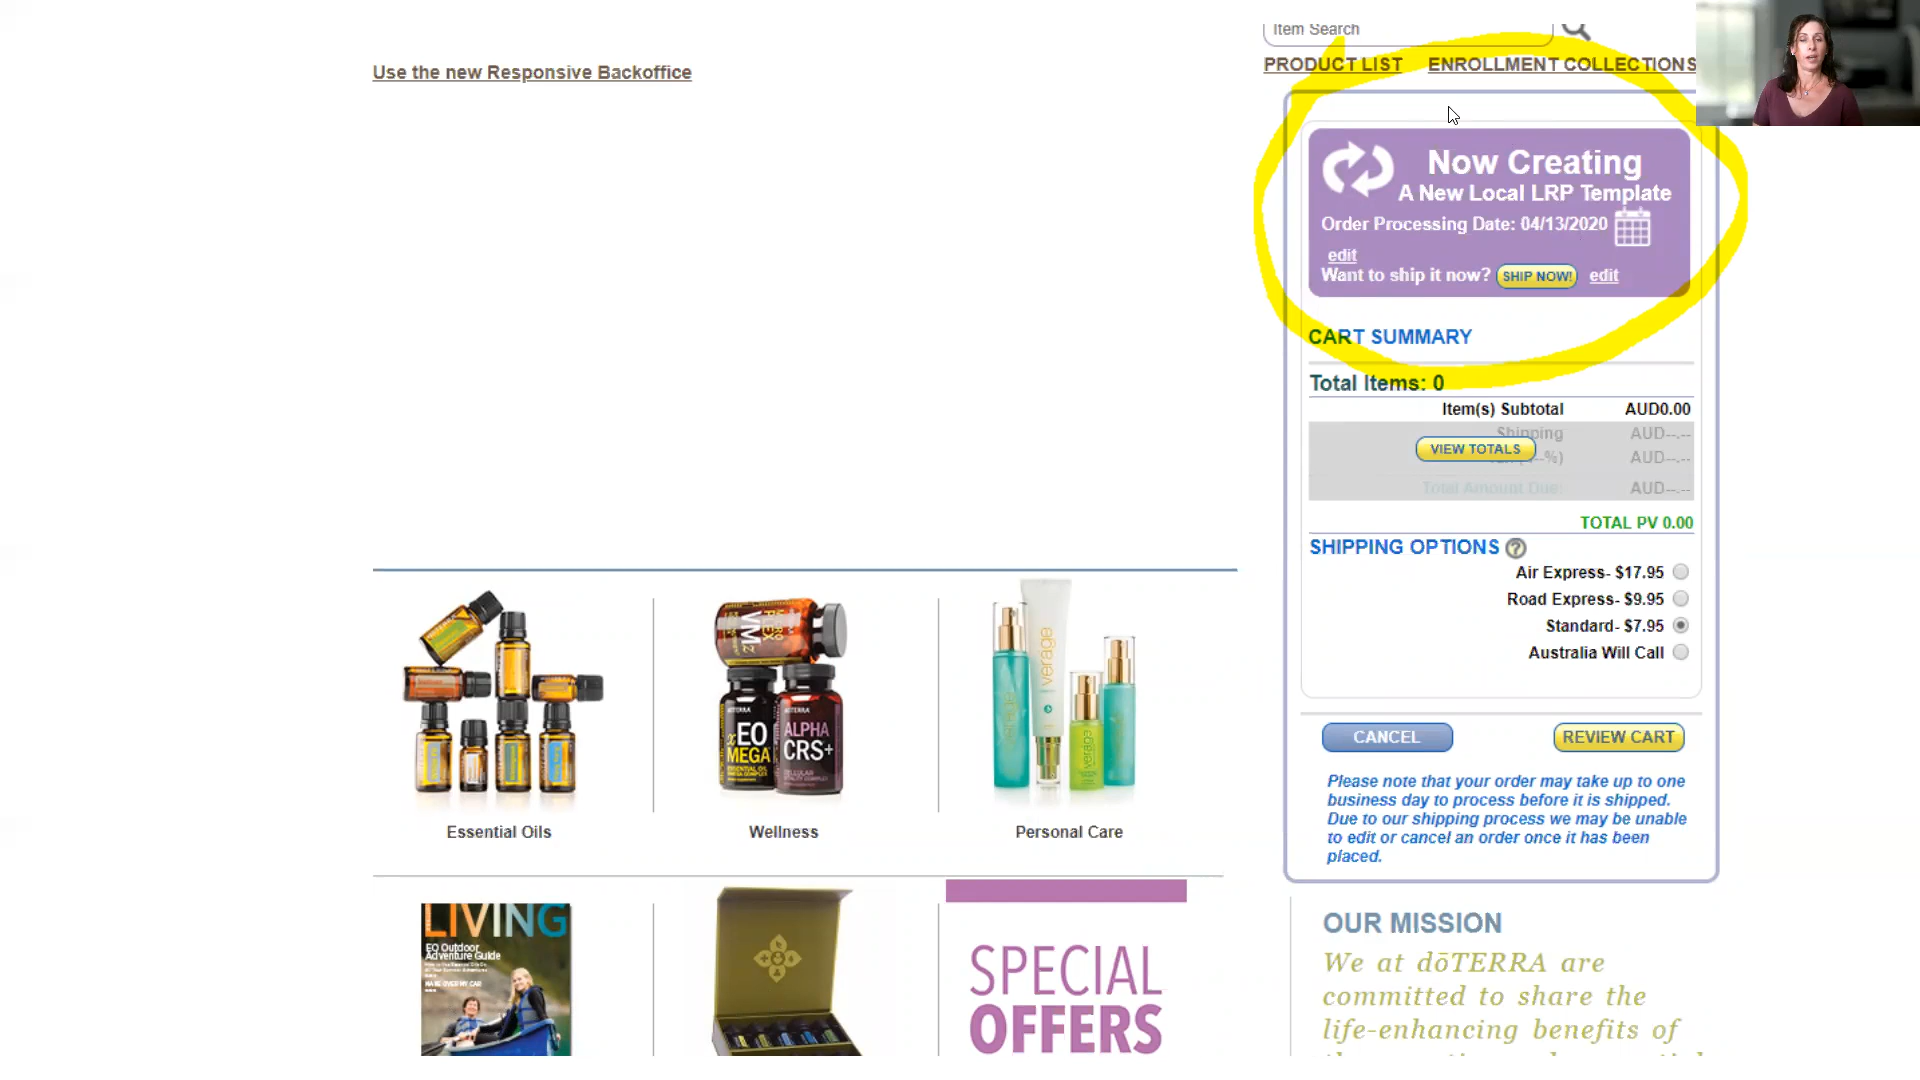 Item Search
Use the new Responsive Backoffice
PRODUCT LIST ENROLLMENT COLLECTIONS
Now Creating
A New Local LRP Template
Order Processing Date: 04/13/2020
edit
Want to ship it now? SHIP NOW! edit
CART SUMMARY
Total Items: 0
Item(s) Subtotal AUD0.00
Shipping AUD--.--
VIEW TOTALS
--%) AUD--.--
Total Amount Due: AUD--.--
TOTAL PV 0.00
SHIPPING OPTIONS ?
Air Express- $17.95
Road Express- $9.95
Standard- $7.95
Australia Will Call
CANCEL REVIEW CART
Please note that your order may take up to one
business day to process before it is shipped.
Due to our shipping process we may be unable
to edit or cancel an order once it has been
placed.
VMz
EO
MEGA
ALPHA
CRS+
verage
Essential Oils
Wellness
Personal Care
LIVING
EO Outdoor
Adventure Guide
SPECIAL
OFFERS
OUR MISSION
We at dōTERRA are
committed to share the
life-enhancing benefits of